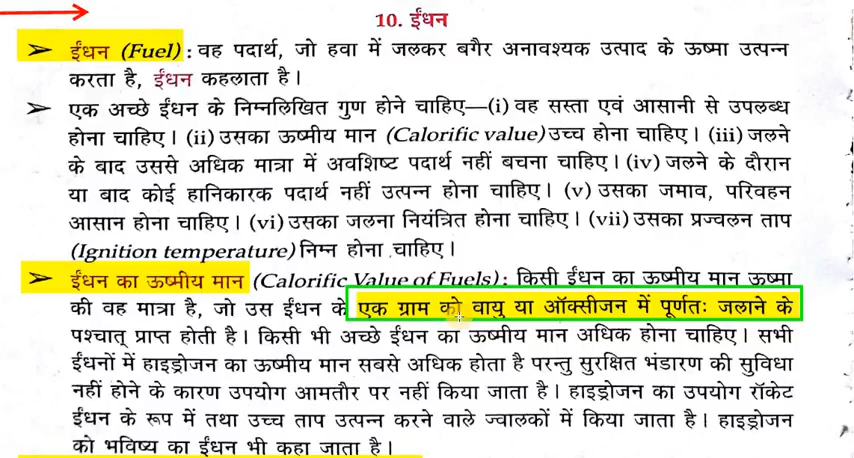 10. ईंधन
➤ ईंधन (Fuel) : वह पदार्थ, जो हवा में जलकर बगैर अनावश्यक उत्पाद के ऊष्मा उत्पन्न
करता है, ईंधन कहलाता है।
➤ एक अच्छे ईंधन के निम्नलिखित गुण होने चाहिए—(i) वह सस्ता एवं आसानी से उपलब्ध
होना चाहिए। (ii) उसका ऊष्मीय मान (Calorific value) उच्च होना चाहिए। (iii) जलने
के बाद उससे अधिक मात्रा में अवशिष्ट पदार्थ नहीं बचना चाहिए। (iv) जलने के दौरान
या बाद कोई हानिकारक पदार्थ नहीं उत्पन्न होना चाहिए। (v) उसका जमाव, परिवहन
आसान होना चाहिए। (vi) उसका जलना नियंत्रित होना चाहिए। (vii) उसका प्रज्वलन ताप
(Ignition temperature) निम्न होना चाहिए।
➤ ईंधन का ऊष्मीय मान (Calorific Value of Fuels) : किसी ईंधन का ऊष्मीय मान ऊष्मा
की वह मात्रा है, जो उस ईंधन के एक ग्राम को वायु या ऑक्सीजन में पूर्णतः जलाने के
पश्चात् प्राप्त होती है। किसी भी अच्छे ईंधन का ऊष्मीय मान अधिक होना चाहिए। सभी
ईंधनों में हाइड्रोजन का ऊष्मीय मान सबसे अधिक होता है परन्तु सुरक्षित भंडारण की सुविधा
नहीं होने के कारण उपयोग आमतौर पर नहीं किया जाता है। हाइड्रोजन का उपयोग रॉकेट
ईंधन के रूप में तथा उच्च ताप उत्पन्न करने वाले ज्वालकों में किया जाता है। हाइड्रोजन
को भविष्य का ईंधन भी कहा जाता है।